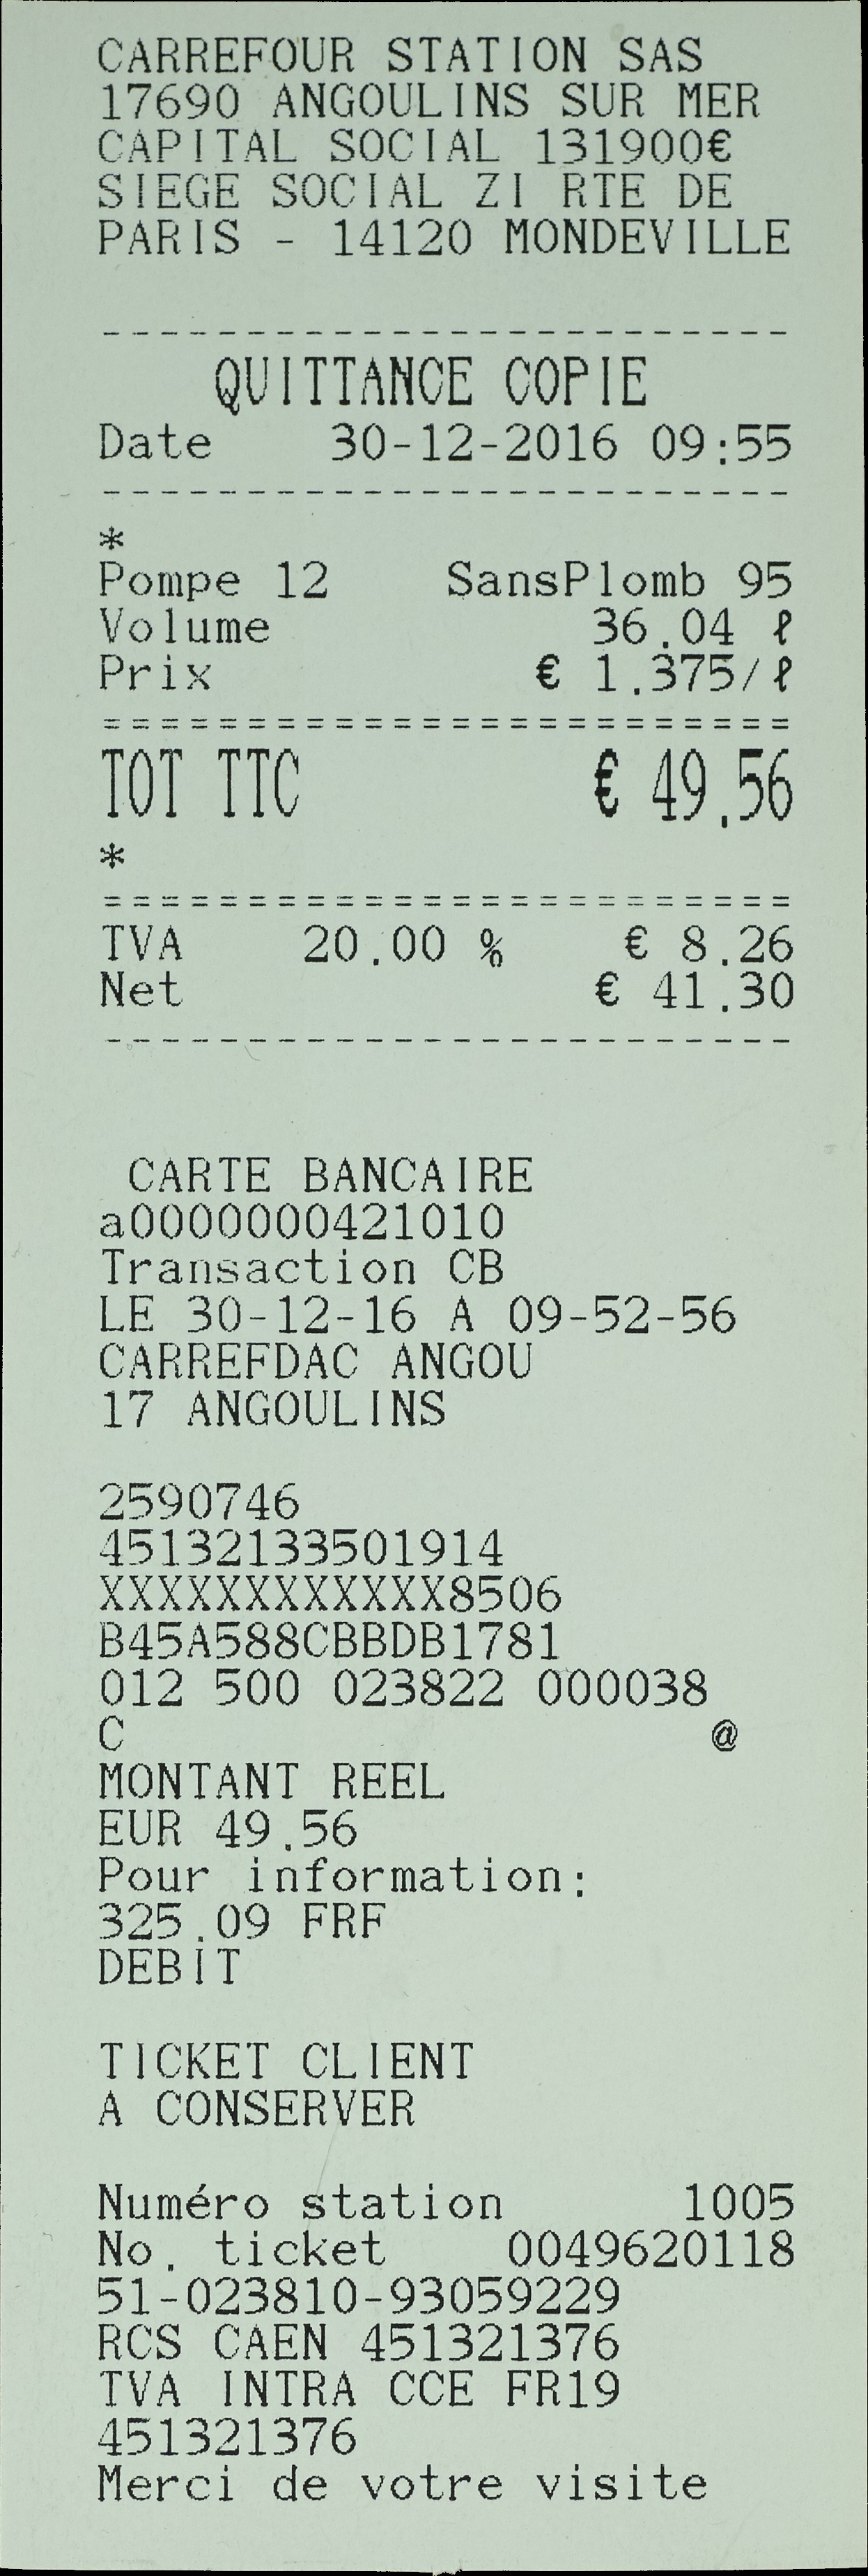 CARREFOUR STATION SAS
17690 ANGOULINS SUR MER
CAPITAL SOCIAL 131900€
SIEGE SOCIAL ZI RTE DE
PARIS - 14120 MONDEVILLE
------------------------
QUITTANCE COPIE
Date 30-12-2016 09:55
------------------------
*
Pompe 12 SansPlomb 95
Volume 36.04 ℓ
Prix € 1.375/ℓ
========================
TOT TTC € 49.56
*
========================
TVA 20.00 % € 8.26
Net € 41.30
------------------------
CARTE BANCAIRE
a0000000421010
Transaction CB
LE 30-12-16 A 09-52-56
CARREFDAC ANGOU
17 ANGOULINS
2590746
45132133501914
XXXXXXXXXXXX8506
B45A588CBBDB1781
012 500 023822 000038
C @
MONTANT REEL
EUR 49.56
Pour information:
325.09 FRF
DEBIT
TICKET CLIENT
A CONSERVER
Numéro station 1005
No. ticket 0049620118
51-023810-93059229
RCS CAEN 451321376
TVA INTRA CCE FR19
451321376
Merci de votre visite